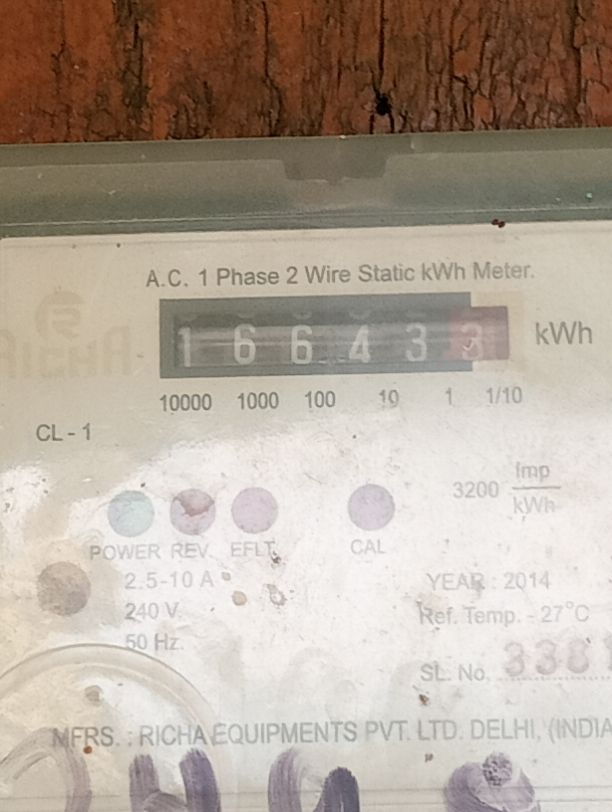 A.C. 1 Phase 2 Wire Static kWh Meter.
1 6 6 4 3 3 kWh
10000 1000 100 10 1 1/10
CL - 1
3200 Imp
kWh
POWER REV. EFLT. CAL
2.5-10 A
240 V.
50 Hz.
YEAR : 2014
Ref. Temp. - 27°C
SL. No. 3381
MFRS. : RICHA EQUIPMENTS PVT. LTD. DELHI, (INDIA